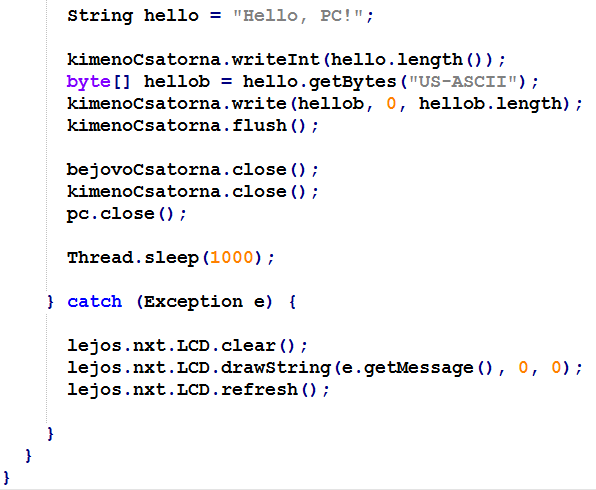 String hello = "Hello, PC!";
kimenoCsatorna.writeInt(hello.length());
byte[] hellob = hello.getBytes("US-ASCII");
kimenoCsatorna.write(hellob, 0, hellob.length);
kimenoCsatorna.flush();
bejovoCsatorna.close();
kimenoCsatorna.close();
pc.close();
Thread.sleep(1000);
} catch (Exception e) {
lejos.nxt.LCD.clear();
lejos.nxt.LCD.drawString(e.getMessage(), 0, 0);
lejos.nxt.LCD.refresh();
}
}
}